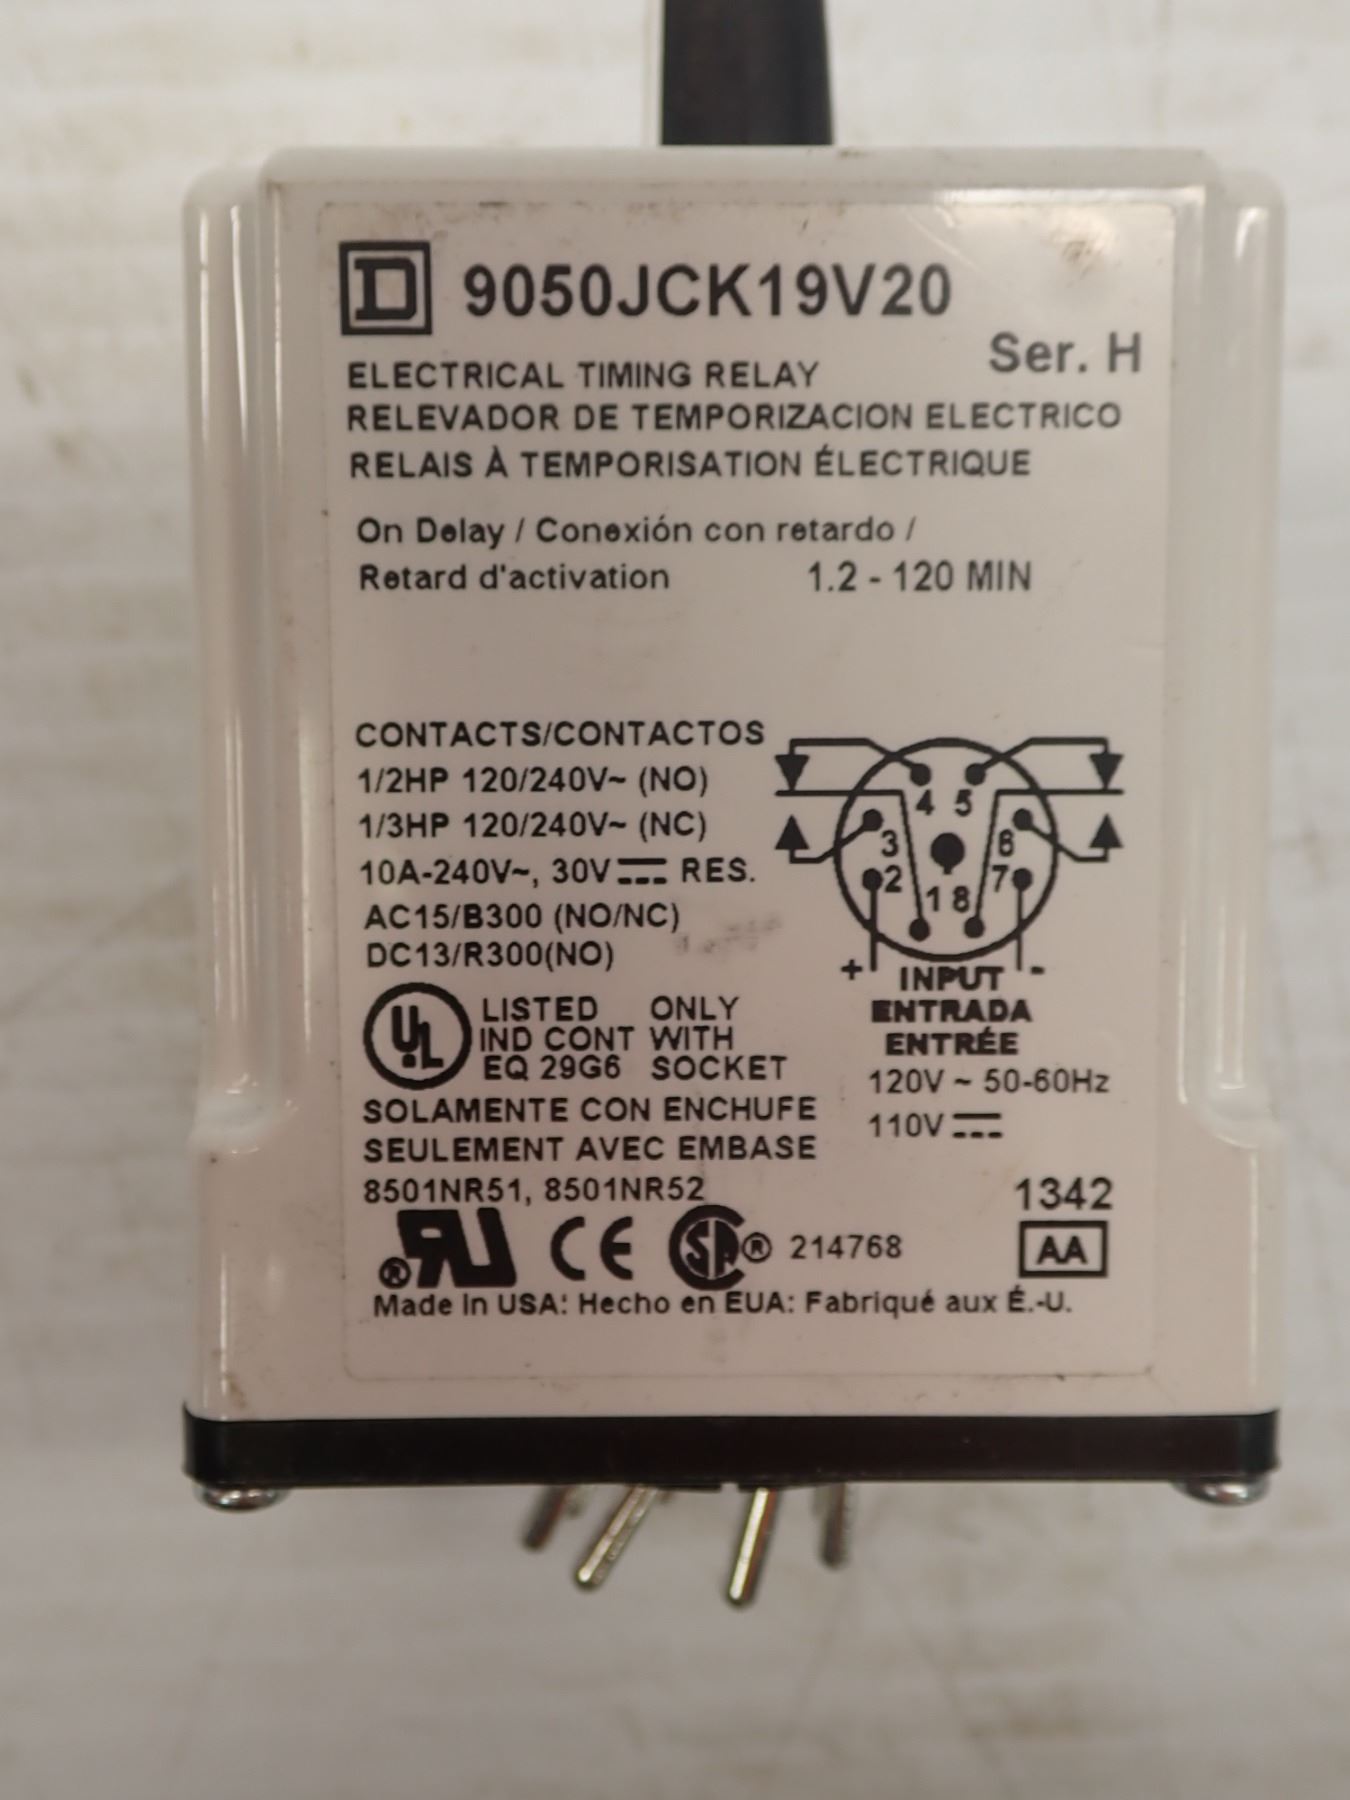 D 9050JCK19V20
Ser. H
ELECTRICAL TIMING RELAY
RELEVADOR DE TEMPORIZACION ELECTRICO
RELAIS À TEMPORISATION ÉLECTRIQUE
On Delay / Conexión con retardo /
Retard d'activation 1.2 - 120 MIN
CONTACTS/CONTACTOS
1/2HP 120/240V~ (NO)
1/3HP 120/240V~ (NC)
10A-240V~, 30V⎓ RES.
AC15/B300 (NO/NC)
DC13/R300(NO)
4 5
3 6
2 7
1 8
+ INPUT -
ENTRADA
ENTRÉE
120V ~ 50-60Hz
110V⎓
UL LISTED ONLY
IND CONT WITH
EQ 29G6 SOCKET
SOLAMENTE CON ENCHUFE
SEULEMENT AVEC EMBASE
8501NR51, 8501NR52
1342
RU® CE SA® 214768 AA
Made In USA: Hecho en EUA: Fabriqué aux É.-U.